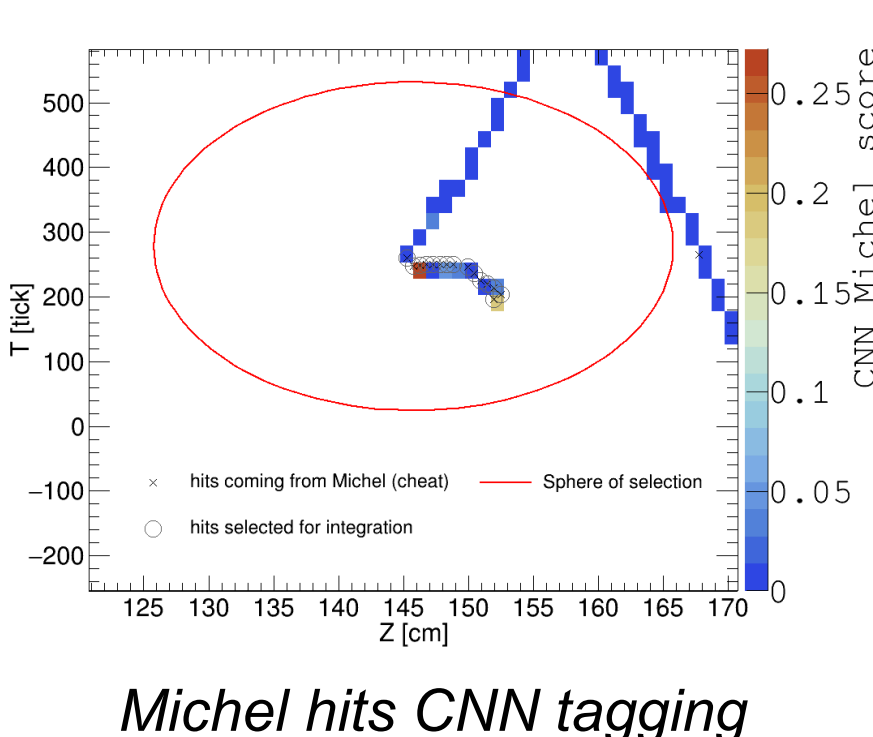 500
400
300
200
100
0
−100
−200
T [tick]
125 130 135 140 145 150 155 160 165 170
Z [cm]
0.25
0.2
0.15
0.1
0.05
0
CNN Michel score
hits coming from Michel (cheat)
Sphere of selection
hits selected for integration
Michel hits CNN tagging